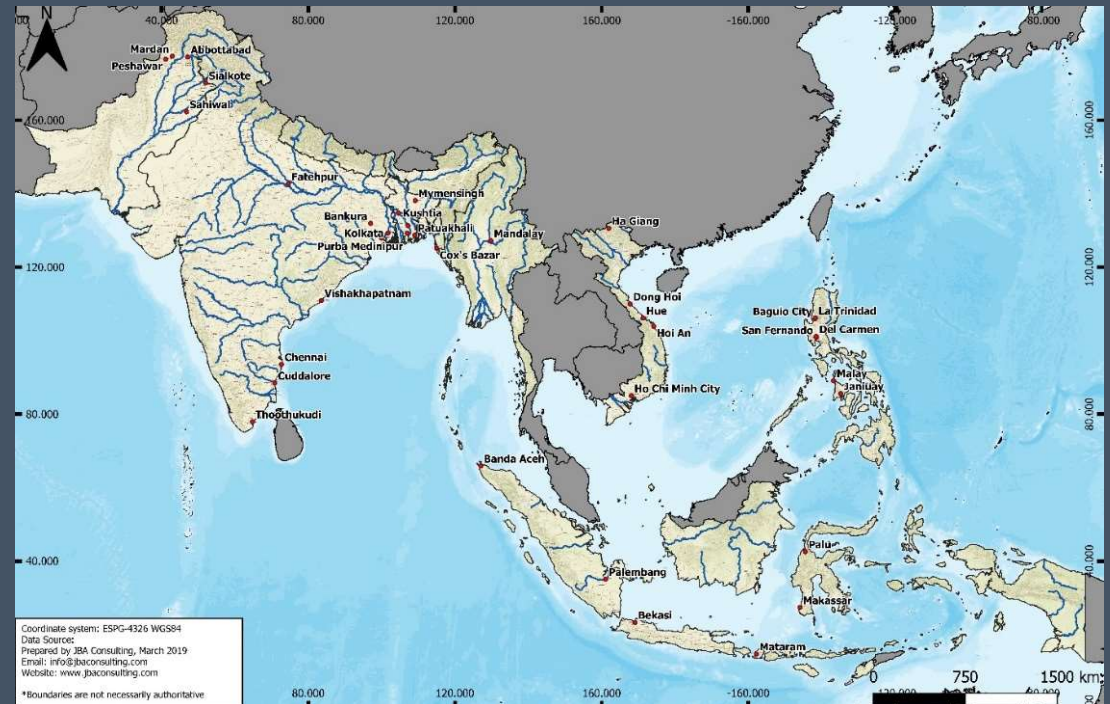 N
40.000
80.000
120.000
160.000
-160.000
-120.000
80.000
Mardan
Abbottabad
Peshawar
Sialkote
Sahiwal
160.000
160.000
Fatehpur
Mymensingh
Bankura
Kushtia
Kolkata
Patuakhali
Mandalay
Purba Medinipur
Cox's Bazar
Ha Giang
120.000
120.000
Vishakhapatnam
Dong Hoi
Hue
Hoi An
Baguio City
La Trinidad
San Fernando
Del Carmen
Chennai
Cuddalore
Malay
Janiuay
Ho Chi Minh City
80.000
80.000
Thoothukudi
Banda Aceh
40.000
Palu
Palembang
Makassar
Bekasi
Mataram
Coordinate system: ESPG-4326 WGS84
Data Source:
Prepared by JBA Consulting, March 2019
Email: info@jbaconsulting.com
Website: www.jbaconsulting.com
*Boundaries are not necessarily authoritative
0 750 1500 km
80.000
120.000
160.000
-160.000